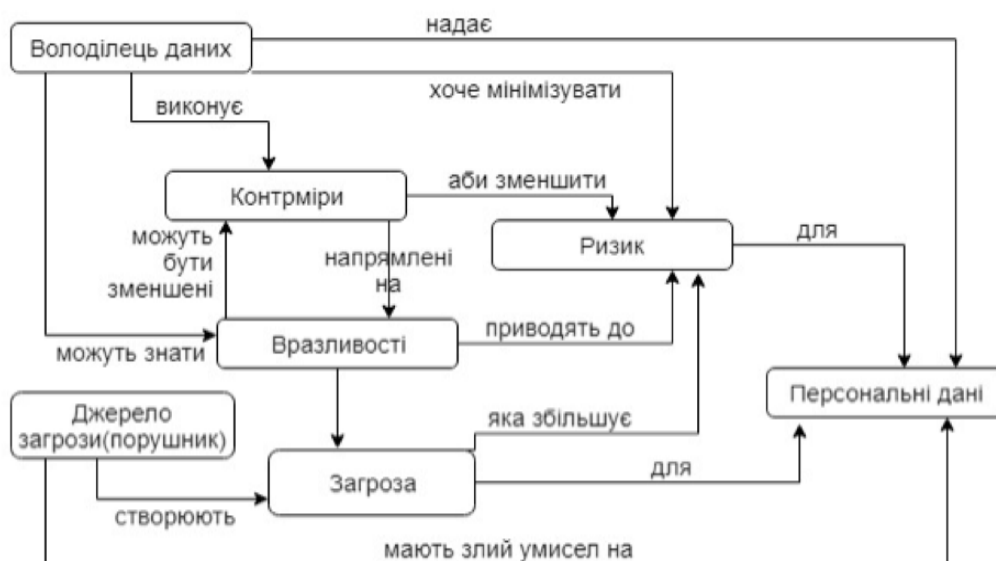 надає
Володілець даних
хоче мінімізувати
виконує
аби зменшити
Контрміри
можуть
бути
зменшені
напрямлені
на
Ризик
для
приводять до
Вразливості
можуть знати
Персональні дані
Джерело
загрози(порушник)
яка збільшує
для
Загроза
створюють
мають злий умисел на